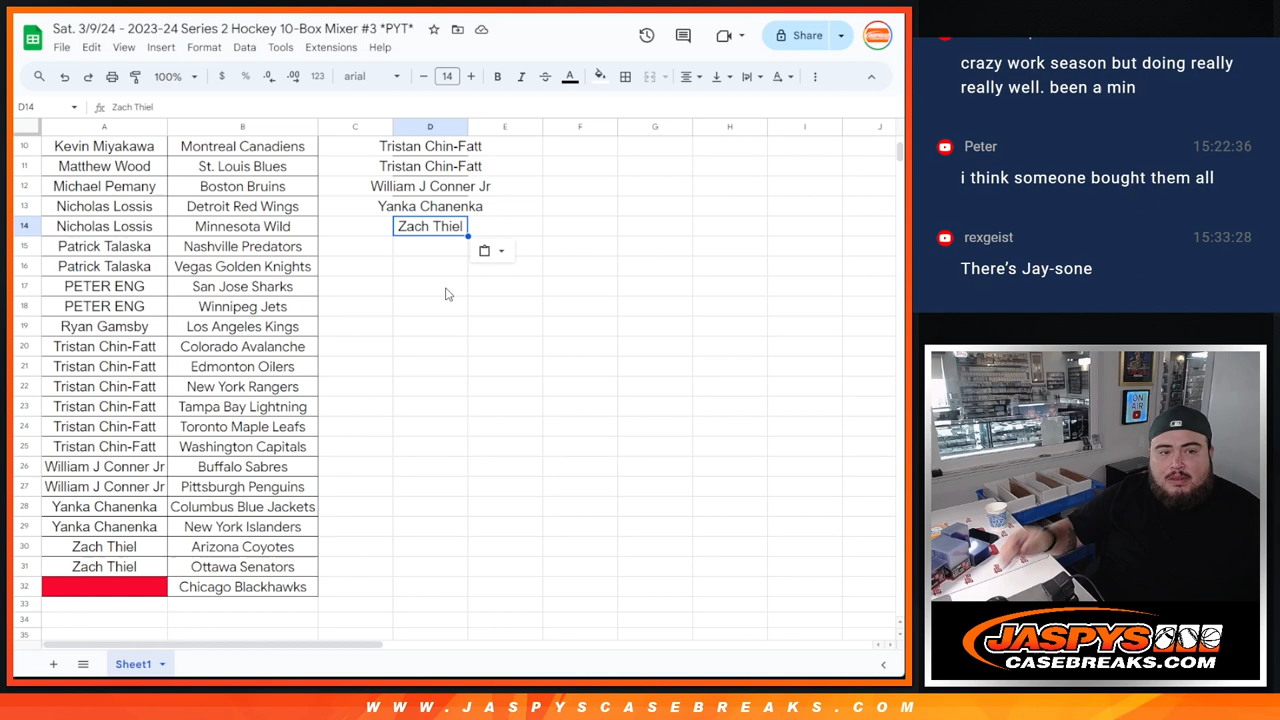 Sat. 3/9/24 - 2023-24 Series 2 Hockey 10-Box Mixer #3 *PYT*
File Edit View Insert Format Data Tools Extensions Help
Share
100% $ % .0 .00 123 arial 14 B I A
D14 fx Zach Thiel
A B C D E F G H I J
10 Kevin Miyakawa Montreal Canadiens Tristan Chin-Fatt
11 Matthew Wood St. Louis Blues Tristan Chin-Fatt
12 Michael Pemany Boston Bruins William J Conner Jr
13 Nicholas Lossis Detroit Red Wings Yanka Chanenka
14 Nicholas Lossis Minnesota Wild Zach Thiel
15 Patrick Talaska Nashville Predators
16 Patrick Talaska Vegas Golden Knights
17 PETER ENG San Jose Sharks
18 PETER ENG Winnipeg Jets
19 Ryan Gamsby Los Angeles Kings
20 Tristan Chin-Fatt Colorado Avalanche
21 Tristan Chin-Fatt Edmonton Oilers
22 Tristan Chin-Fatt New York Rangers
23 Tristan Chin-Fatt Tampa Bay Lightning
24 Tristan Chin-Fatt Toronto Maple Leafs
25 Tristan Chin-Fatt Washington Capitals
26 William J Conner Jr Buffalo Sabres
27 William J Conner Jr Pittsburgh Penguins
28 Yanka Chanenka Columbus Blue Jackets
29 Yanka Chanenka New York Islanders
30 Zach Thiel Arizona Coyotes
31 Zach Thiel Ottawa Senators
32 Chicago Blackhawks
33
34
35
Sheet1
crazy work season but doing really
really well. been a min
Peter 15:22:36
i think someone bought them all
rexgeist 15:33:28
There's Jay-sone
ON
AIR
JASPYS
CASEBREAKS.COM
WWW.JASPYSCASEBREAKS.COM